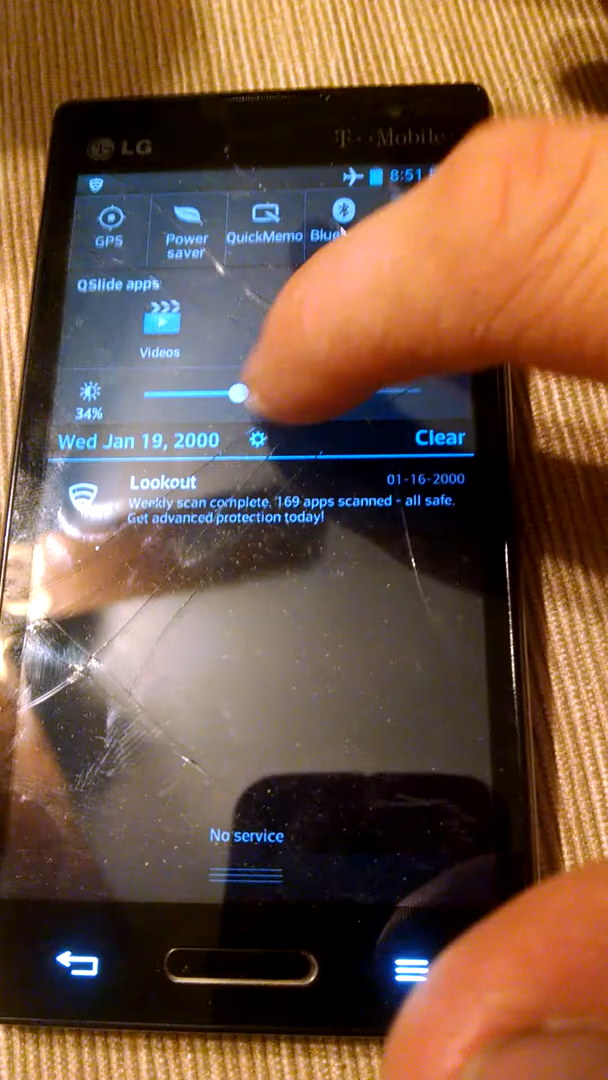 LG
T··Mobile
8:51
GPS
Power
saver
QuickMemo
QSlide apps
Videos
34%
Wed Jan 19, 2000
Clear
Lookout
01-16-2000
Weekly scan complete. 169 apps scanned - all safe.
Get advanced protection today!
No service